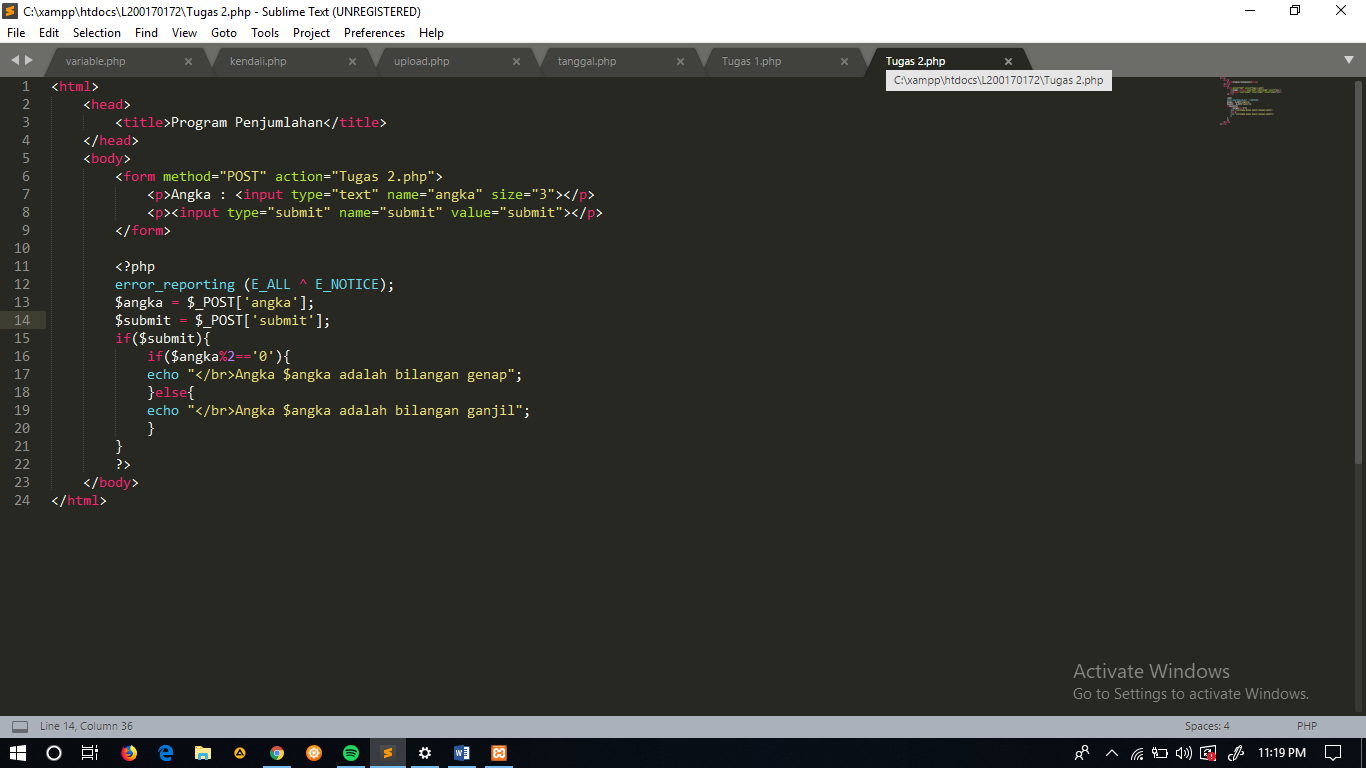 C:\xampp\htdocs\L200170172\Tugas 2.php - Sublime Text (UNREGISTERED)
File Edit Selection Find View Goto Tools Project Preferences Help
variable.php kendali.php upload.php tanggal.php Tugas 1.php Tugas 2.php
C:\xampp\htdocs\L200170172\Tugas 2.php
1 <html>
2 <head>
3 <title>Program Penjumlahan</title>
4 </head>
5 <body>
6 <form method="POST" action="Tugas 2.php">
7 <p>Angka : <input type="text" name="angka" size="3"></p>
8 <p><input type="submit" name="submit" value="submit"></p>
9 </form>
10
11 <?php
12 error_reporting (E_ALL ^ E_NOTICE);
13 $angka = $_POST['angka'];
14 $submit = $_POST['submit'];
15 if($submit){
16 if($angka%2=='0'){
17 echo "</br>Angka $angka adalah bilangan genap";
18 }else{
19 echo "</br>Angka $angka adalah bilangan ganjil";
20 }
21 }
22 ?>
23 </body>
24 </html>
Activate Windows
Go to Settings to activate Windows.
Line 14, Column 36 Spaces: 4 PHP
11:19 PM